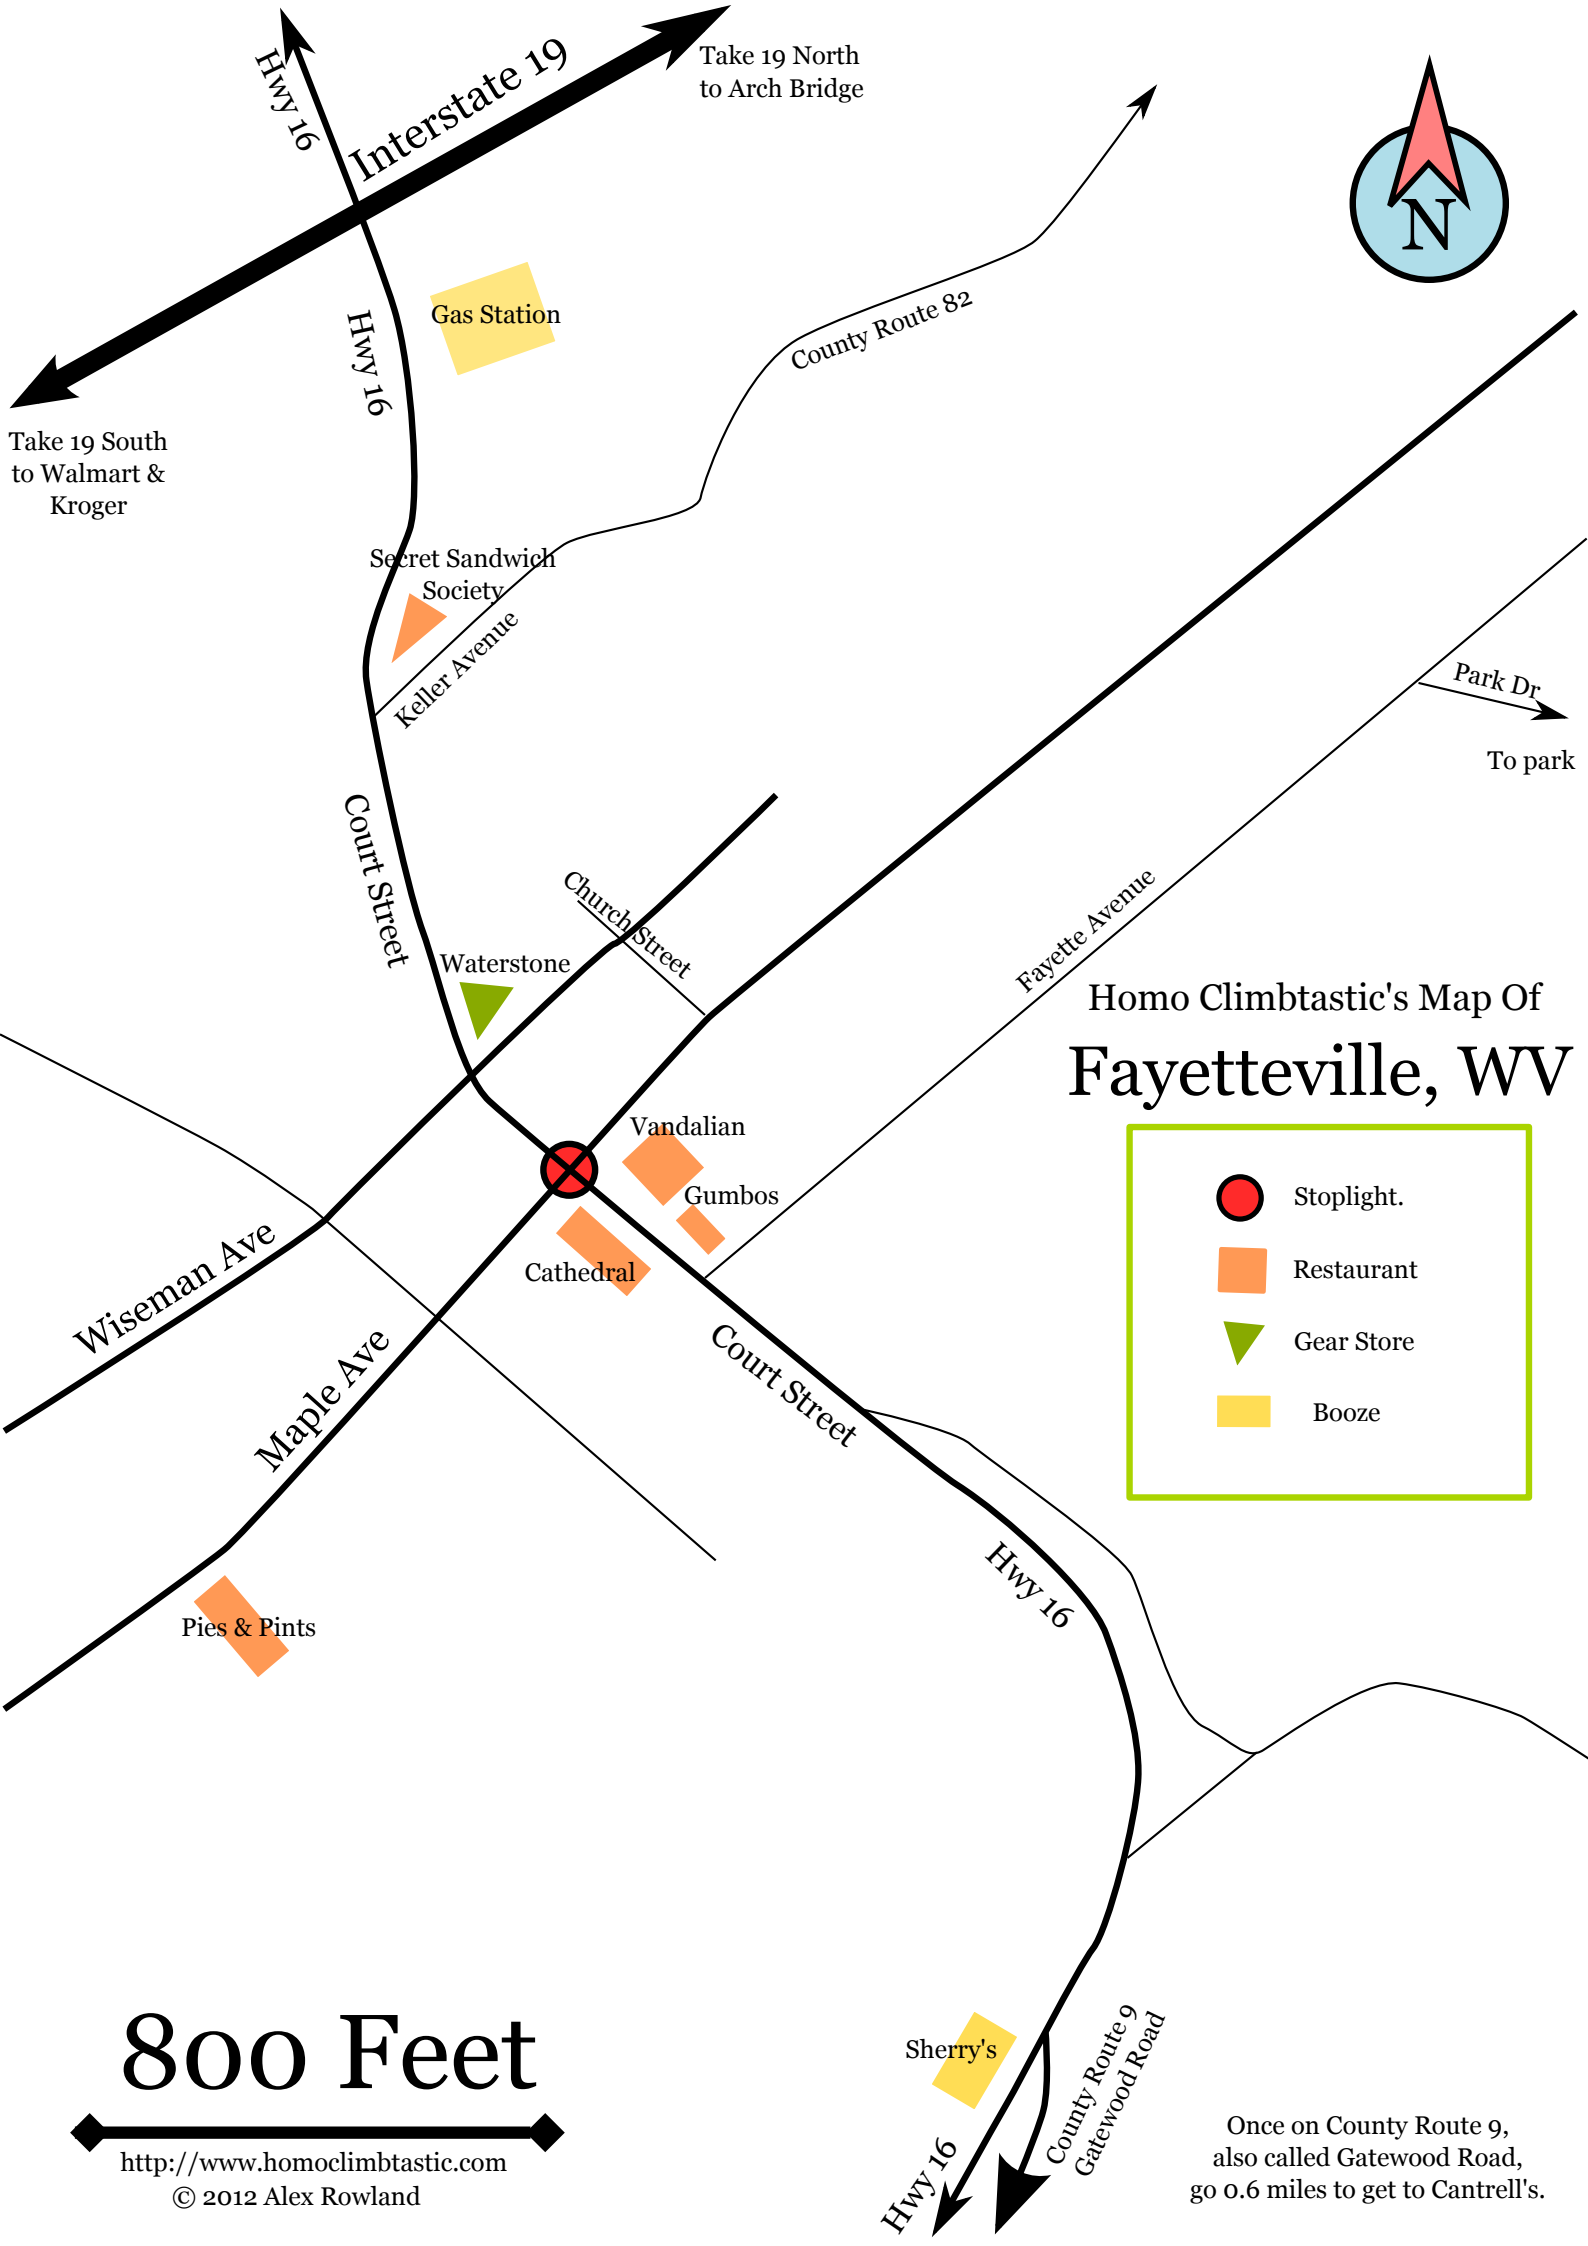 Hwy 16
Interstate 19
Take 19 North
to Arch Bridge
N
Hwy 16
Gas Station
County Route 82
Take 19 South
to Walmart &
Kroger
Secret Sandwich
Society
Keller Avenue
Park Dr
To park
Court Street
Church Street
Waterstone
Fayette Avenue
Homo Climbtastic's Map Of
Fayetteville, WV
Vandalian
Gumbos
Cathedral
Stoplight.
Restaurant
Gear Store
Booze
Wiseman Ave
Maple Ave
Court Street
Hwy 16
Pies & Pints
800 Feet
http://www.homoclimbtastic.com
© 2012 Alex Rowland
Sherry's
County Route 9
Gatewood Road
Hwy 16
Once on County Route 9,
also called Gatewood Road,
go 0.6 miles to get to Cantrell's.